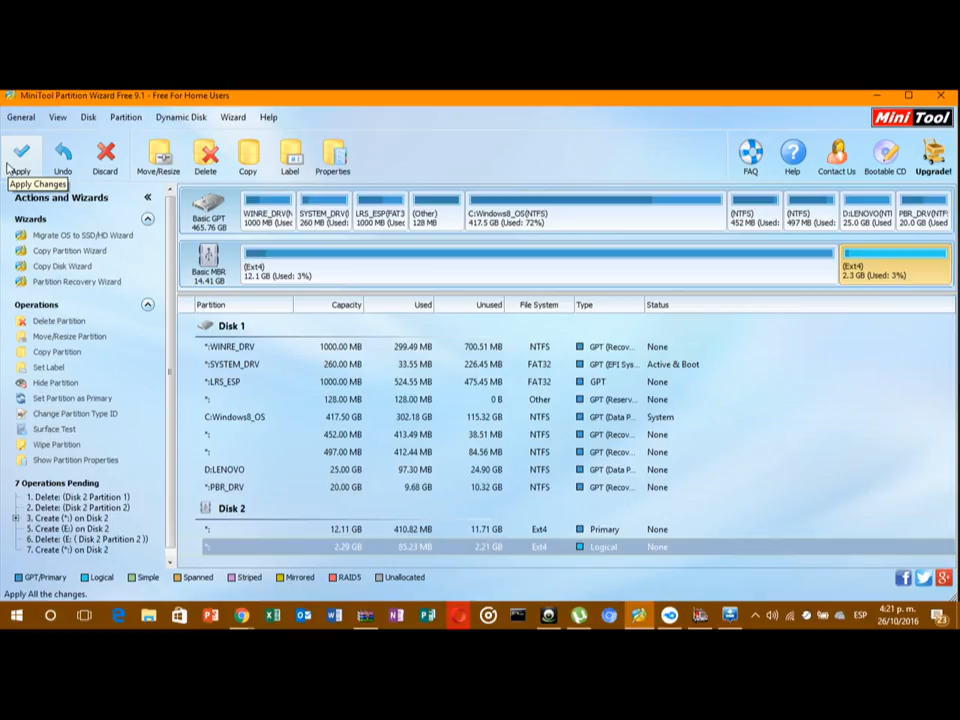 MiniTool Partition Wizard Free 9.1 - Free For Home Users
General View Disk Partition Dynamic Disk Wizard Help
Mini Tool
Apply Undo Discard Move/Resize Delete Copy Label Properties FAQ Help Contact Us Bootable CD Upgrade!
Apply Changes
Actions and Wizards
Wizards
Migrate OS to SSD/HD Wizard
Copy Partition Wizard
Copy Disk Wizard
Partition Recovery Wizard
Operations
Delete Partition
Move/Resize Partition
Copy Partition
Set Label
Hide Partition
Set Partition as Primary
Change Partition Type ID
Surface Test
Wipe Partition
Show Partition Properties
7 Operations Pending
1. Delete: (Disk 2 Partition 1)
2. Delete: (Disk 2 Partition 2)
3. Create (*:) on Disk 2
5. Create (E:) on Disk 2
6. Delete: (E: ( Disk 2 Partition 2 ))
7. Create (*:) on Disk 2
Basic GPT
465.76 GB
WINRE_DRV(N
1000 MB (Used
SYSTEM_DRV(
260 MB (Used:
LRS_ESP(FAT3
1000 MB (Used
(Other)
128 MB
C:Windows8_OS(NTFS)
417.5 GB (Used: 72%)
(NTFS)
452 MB (Used:
(NTFS)
497 MB (Used:
D:LENOVO(NTI
25.0 GB (Used:
PBR_DRV(NTF:
20.0 GB (Used:
Basic MBR
14.41 GB
(Ext4)
12.1 GB (Used: 3%)
(Ext4)
2.3 GB (Used: 3%)
Partition Capacity Used Unused File System Type Status
Disk 1
*:WINRE_DRV 1000.00 MB 299.49 MB 700.51 MB NTFS GPT (Recov... None
*:SYSTEM_DRV 260.00 MB 33.55 MB 226.45 MB FAT32 GPT (EFI Sys... Active & Boot
*:LRS_ESP 1000.00 MB 524.55 MB 475.45 MB FAT32 GPT None
*: 128.00 MB 128.00 MB 0 B Other GPT (Reserv... None
C:Windows8_OS 417.50 GB 302.18 GB 115.32 GB NTFS GPT (Data P... System
*: 452.00 MB 413.49 MB 38.51 MB NTFS GPT (Recov... None
*: 497.00 MB 412.44 MB 84.56 MB NTFS GPT (Recov... None
D:LENOVO 25.00 GB 97.30 MB 24.90 GB NTFS GPT (Data P... None
*:PBR_DRV 20.00 GB 9.68 GB 10.32 GB NTFS GPT (Recov... None
Disk 2
*: 12.11 GB 410.82 MB 11.71 GB Ext4 Primary None
*: 2.29 GB 85.23 MB 2.21 GB Ext4 Logical None
GPT/Primary Logical Simple Spanned Striped Mirrored RAID5 Unallocated
Apply All the changes.
ESP
4:21 p. m.
26/10/2016
23